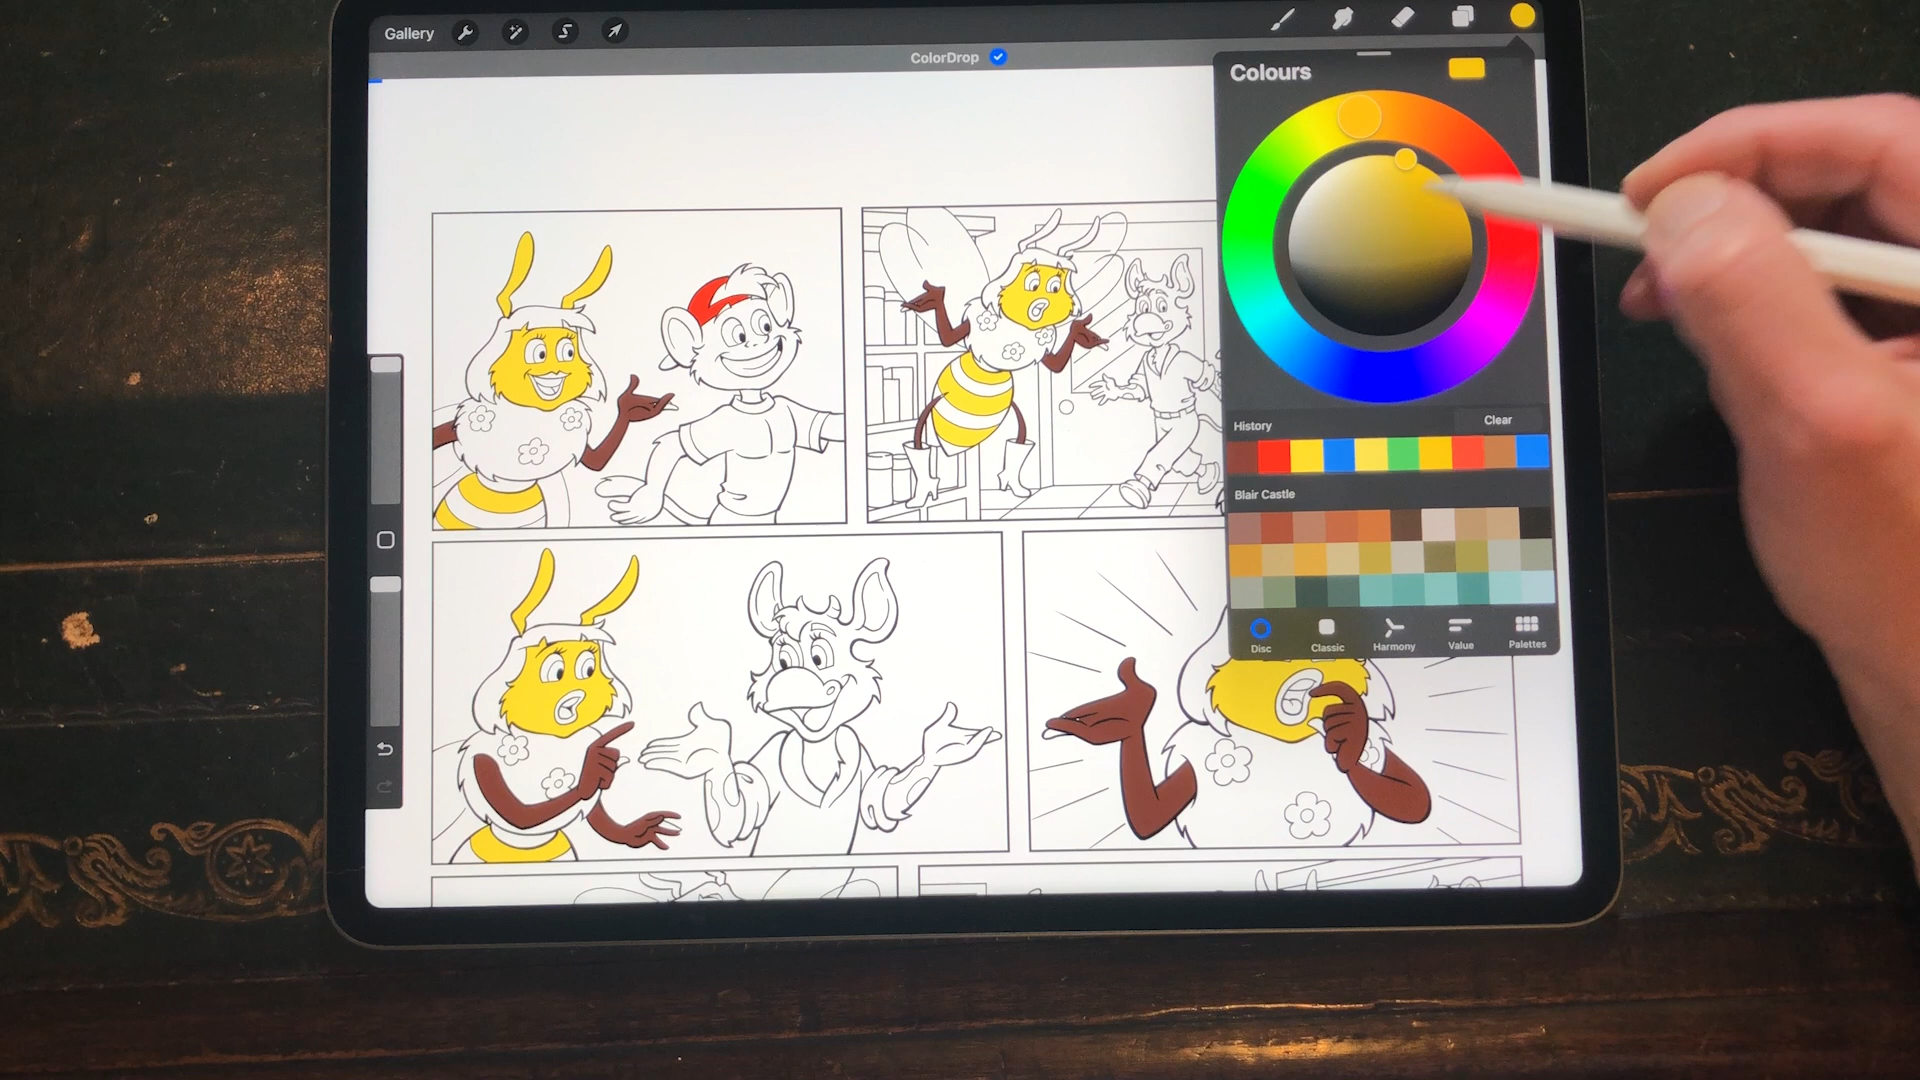 Gallery
ColorDrop
Colours
History
Clear
Blair Castle
Disc
Classic
Harmony
Value
Palettes